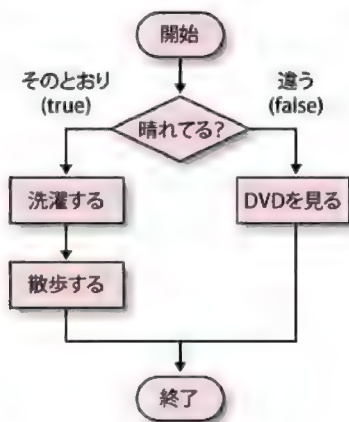 開始
そのとおり
(true)
違う
(false)
晴れてる?
洗濯する
DVDを見る
散歩する
終了